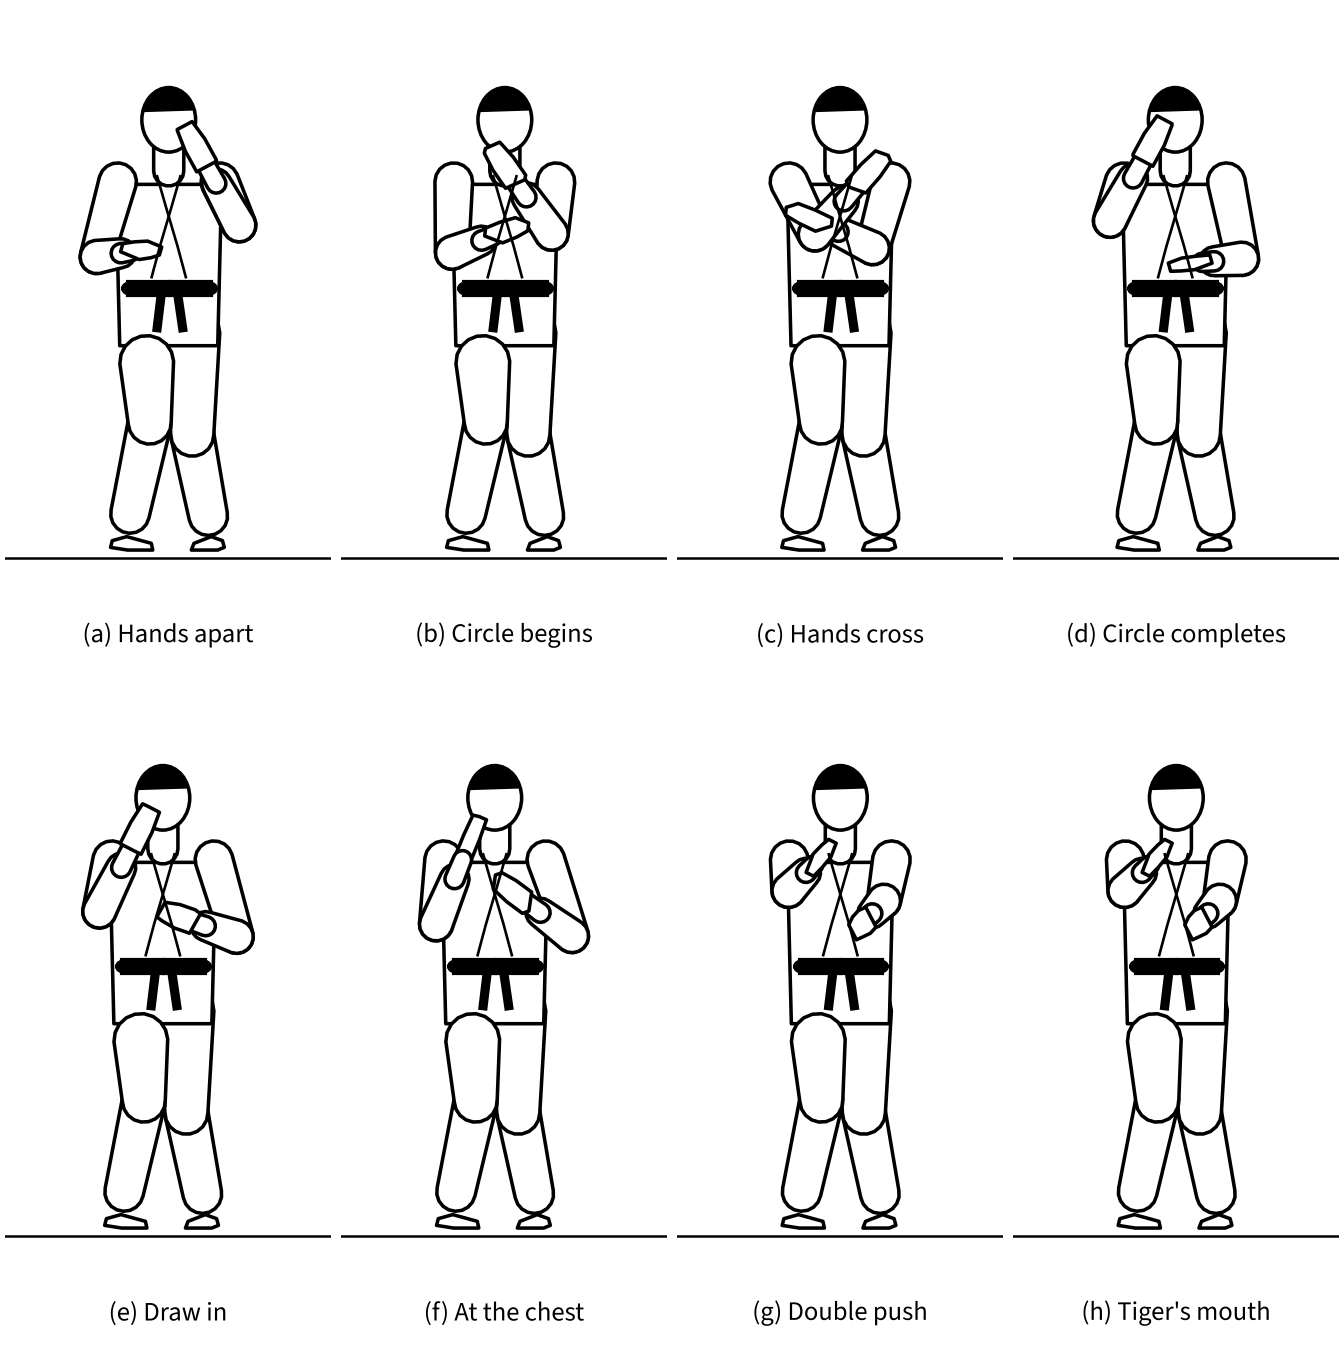 (a) Hands apart
(b) Circle begins
(c) Hands cross
(d) Circle completes
(e) Draw in
(f) At the chest
(g) Double push
(h) Tiger's mouth